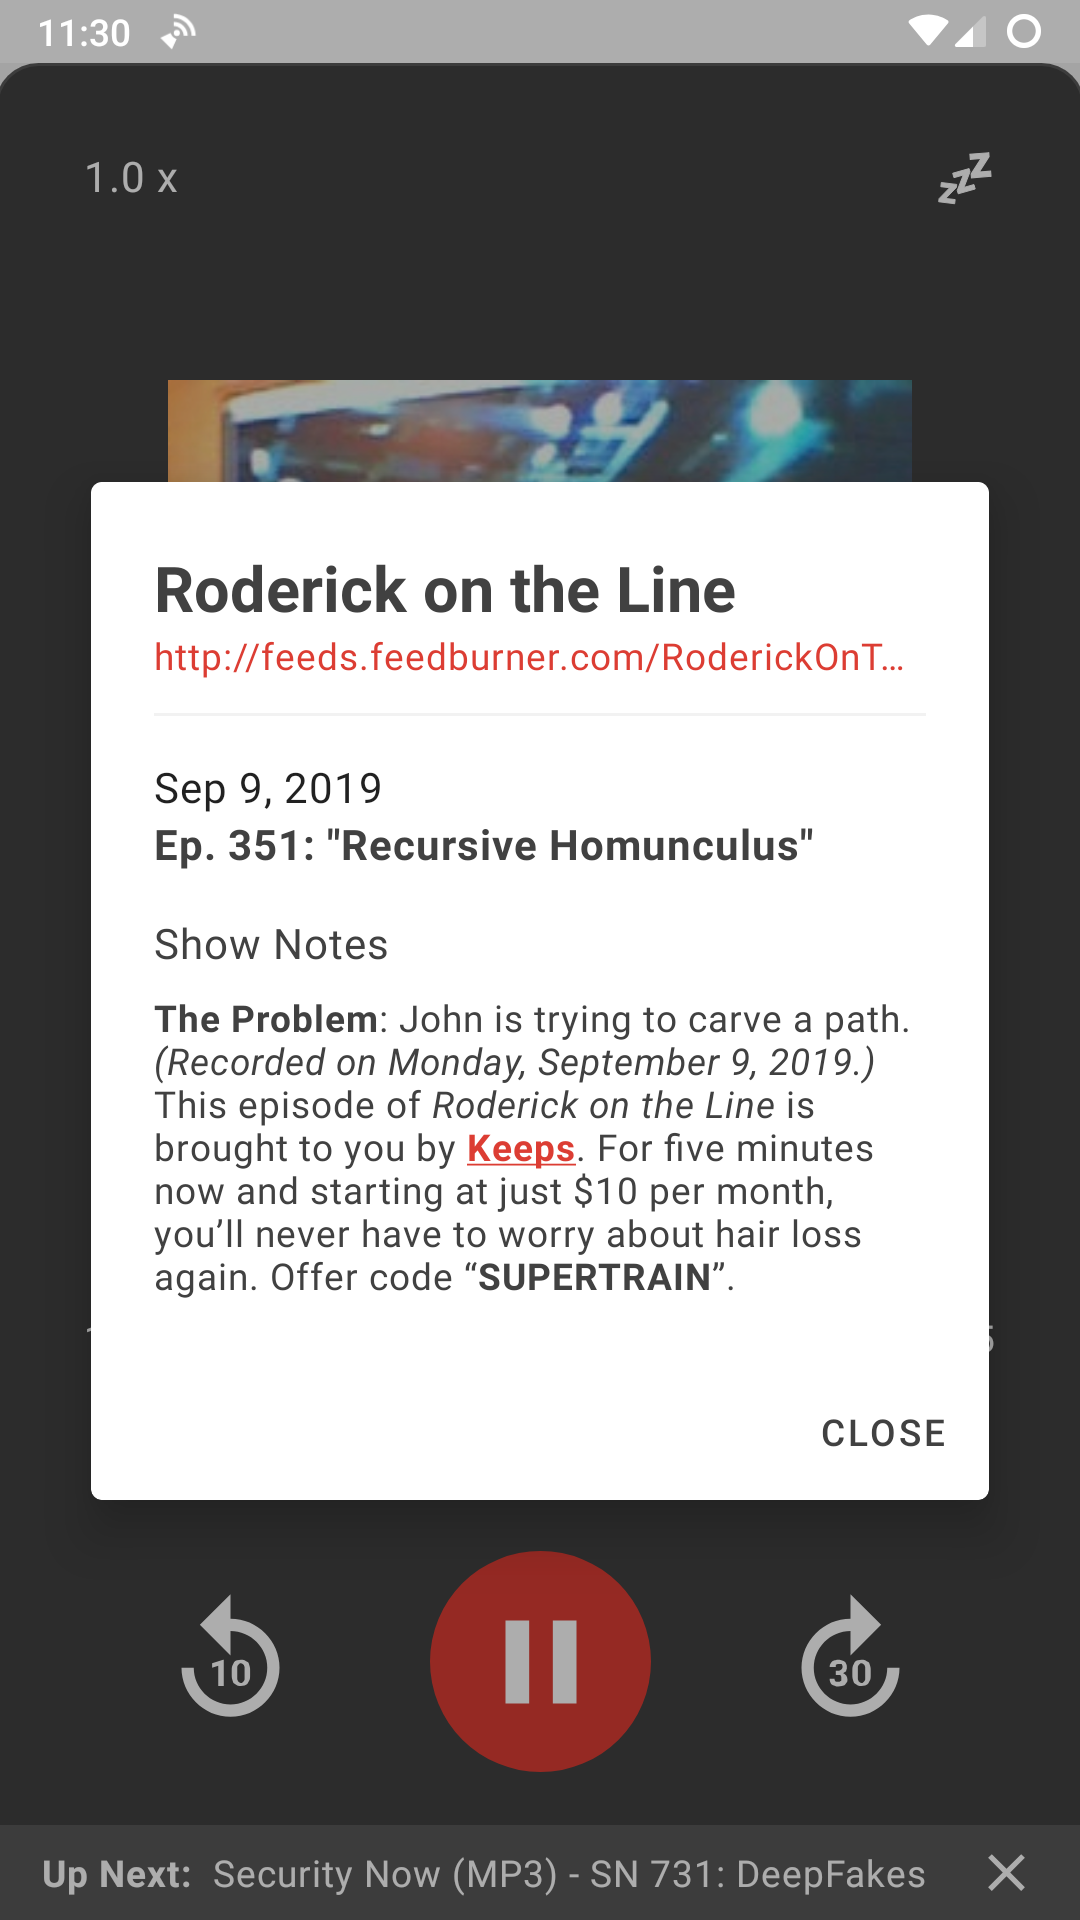 11:30
1.0 x
zzz
Roderick on the Line
http://feeds.feedburner.com/RoderickOnT...
Sep 9, 2019
Ep. 351: "Recursive Homunculus"
Show Notes
The Problem: John is trying to carve a path.
(Recorded on Monday, September 9, 2019.)
This episode of Roderick on the Line is
brought to you by Keeps. For five minutes
now and starting at just $10 per month,
you’ll never have to worry about hair loss
again. Offer code “SUPERTRAIN”.
CLOSE
10
30
Up Next: Security Now (MP3) - SN 731: DeepFakes